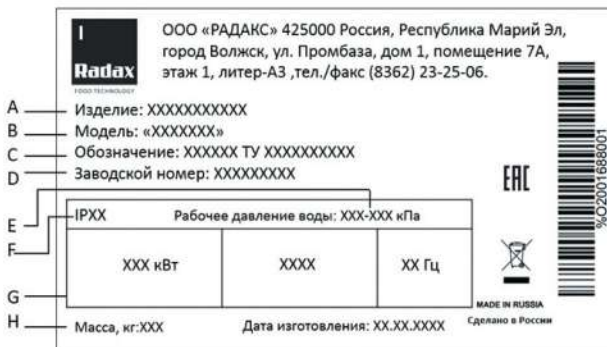 I
Radax
FOOD TECHNOLOGY
ООО «РАДАКС» 425000 Россия, Республика Марий Эл,
город Волжск, ул. Промбаза, дом 1, помещение 7А,
этаж 1, литер-А3 ,тел./факс (8362) 23-25-06.
A Изделие: XXXXXXXXXXX
B Модель: «XXXXXXX»
C Обозначение: XXXXXX ТУ XXXXXXXXXX
D Заводской номер: XXXXXXXXX
E
F IPXX Рабочее давление воды: XXX-XXX кПа
XXX кВт XXXX XX Гц
G
H Масса, кг:XXX Дата изготовления: XX.XX.XXXX
EAC
MADE IN RUSSIA
Сделано в России
%O2001688001